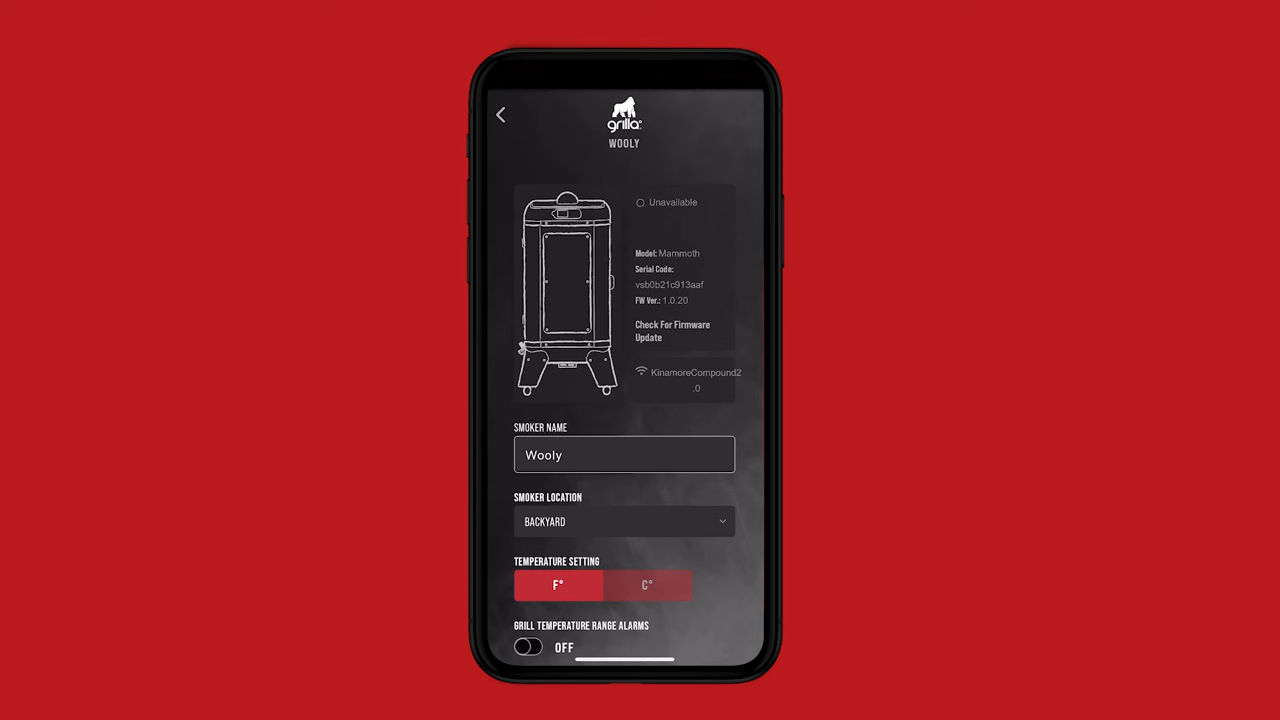 grilla
WOOLY
Unavailable
Model: Mammoth
Serial Code:
vsb0b21c913aaf
FW Ver.: 1.0.20
Check For Firmware
Update
KinamoreCompound2
.0
SMOKER NAME
Wooly
SMOKER LOCATION
BACKYARD
TEMPERATURE SETTING
F° C°
GRILL TEMPERATURE RANGE ALARMS
OFF